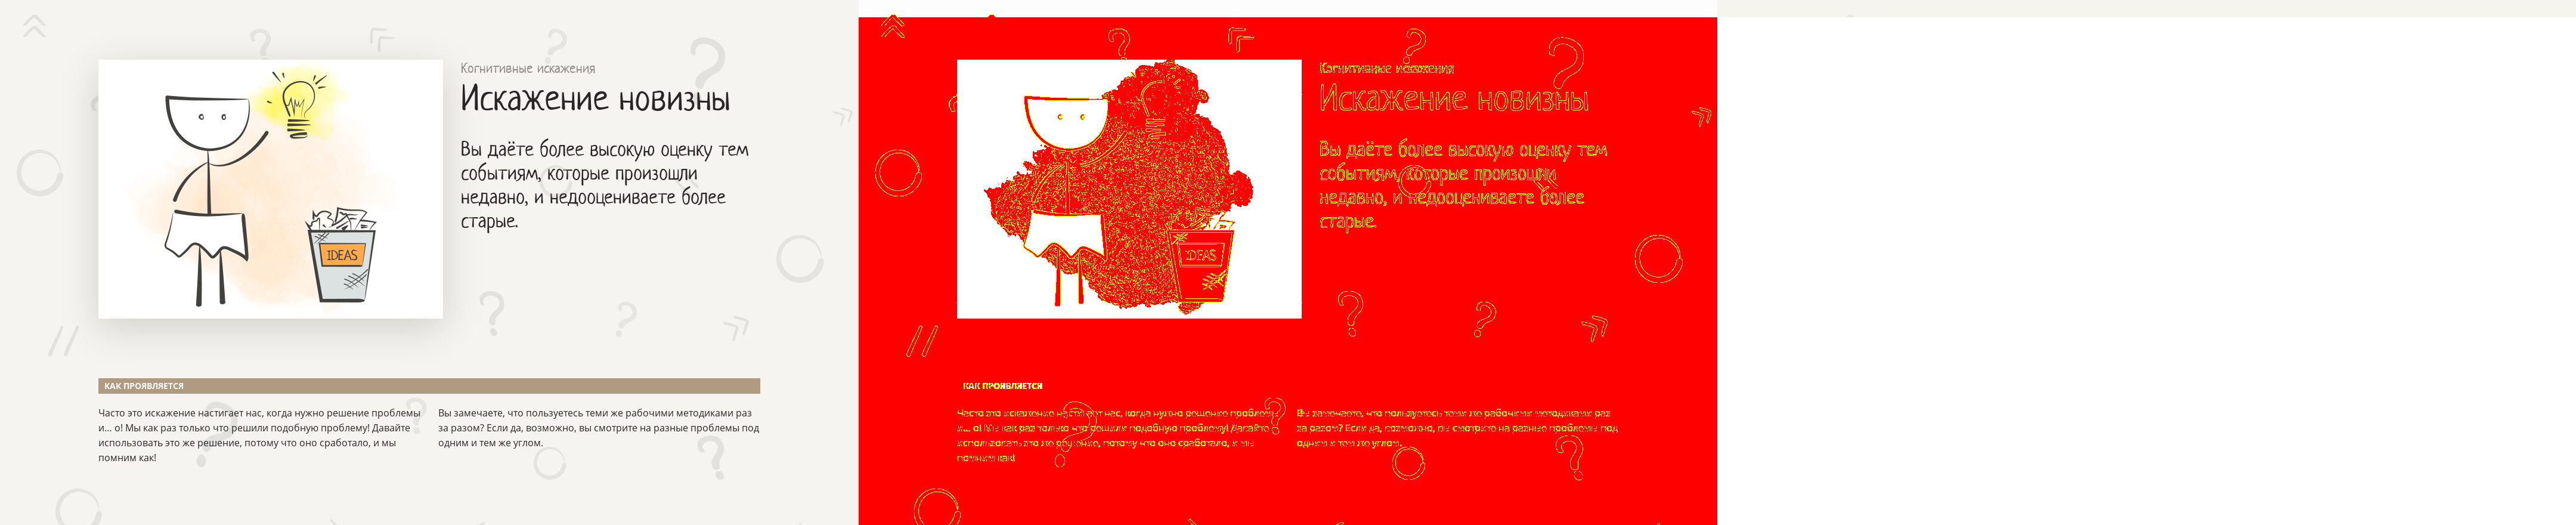 Когнитивные искажения
Искажение новизны
Вы даёте более высокую оценку тем
событиям, которые произошли
недавно, и недооцениваете более
старые.
IDEAS
КАК ПРОЯВЛЯЕТСЯ
Часто это искажение настигает нас, когда нужно решение проблемы
и... о! Мы как раз только что решили подобную проблему! Давайте
использовать это же решение, потому что оно сработало, и мы
помним как!
Вы замечаете, что пользуетесь теми же рабочими методиками раз
за разом? Если да, возможно, вы смотрите на разные проблемы под
одним и тем же углом.
Когнитивные искажения
Искажение новизны
Вы даёте более высокую оценку тем
событиям, которые произошли
недавно, и недооцениваете более
старые.
IDEAS
КАК ПРОЯВЛЯЕТСЯ
Часто это искажение настигает нас, когда нужно решение проблемы
и... о! Мы как раз только что решили подобную проблему! Давайте
использовать это же решение, потому что оно сработало, и мы
помним как!
Вы замечаете, что пользуетесь теми же рабочими методиками раз
за разом? Если да, возможно, вы смотрите на разные проблемы под
одним и тем же углом.